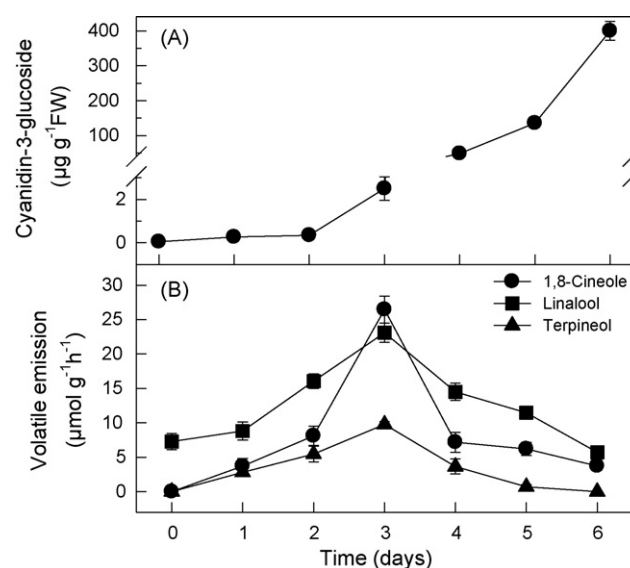 (A)
Cyanidin-3-glucoside
(µg g⁻¹FW)
400
300
200
100
2
0
(B)
1,8-Cineole
Linalool
Terpineol
Volatile emission
(µmol g⁻¹h⁻¹)
30
25
20
15
10
5
0
0 1 2 3 4 5 6
Time (days)